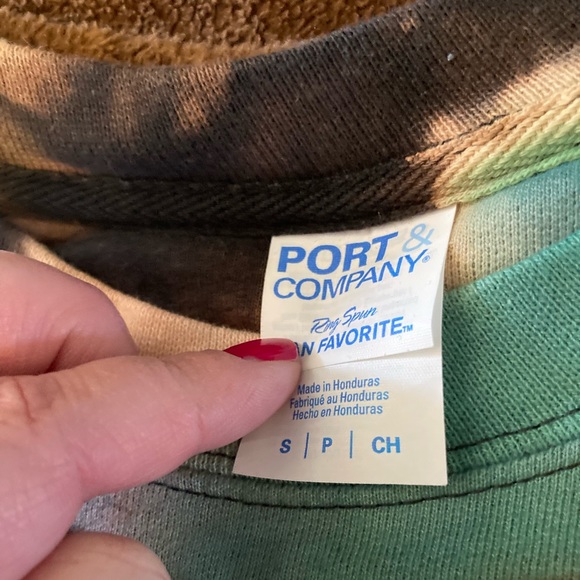 PORT &
COMPANY®
Ring Spun
AN FAVORITE™
Made in Honduras
Fabriqué au Honduras
Hecho en Honduras
S | P | CH